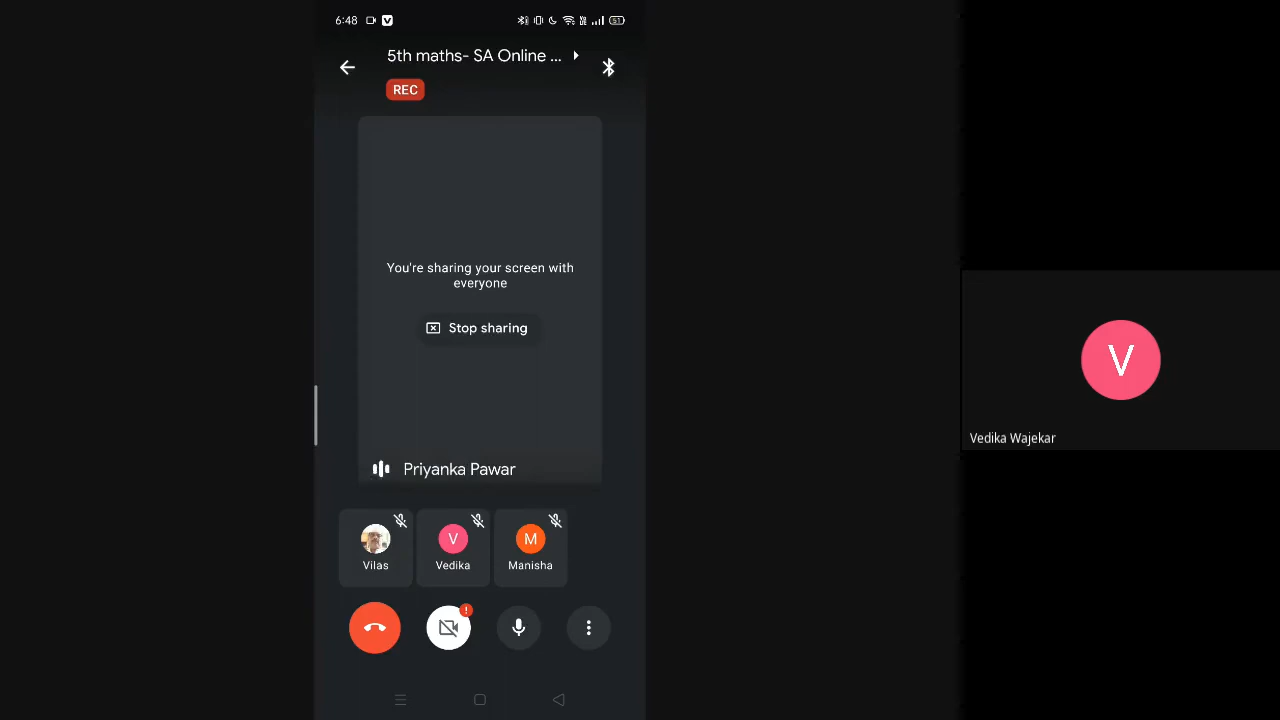 6:48
61
5th maths- SA Online ...
REC
You're sharing your screen with
everyone
Stop sharing
Priyanka Pawar
V
M
Vilas
Vedika
Manisha
!
V
Vedika Wajekar